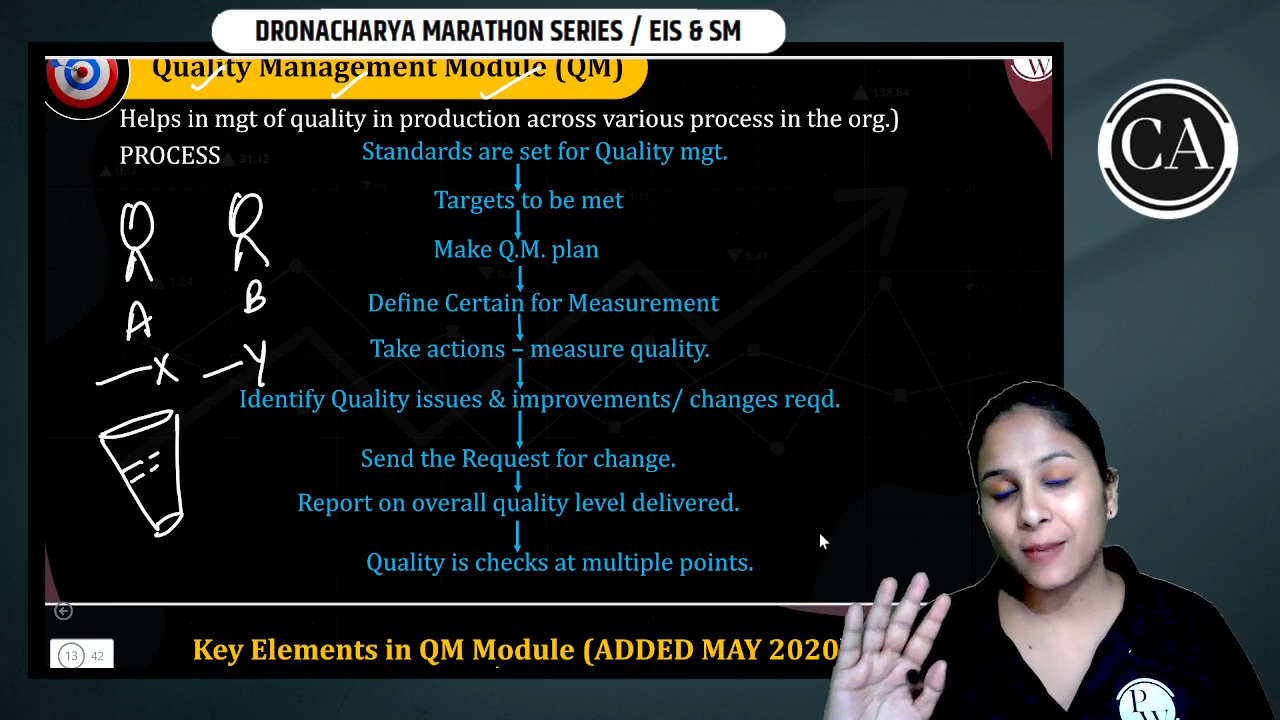 DRONACHARYA MARATHON SERIES / EIS & SM
Quality Management Module (QM)
W
CA
Helps in mgt of quality in production across various process in the org.)
PROCESS
Standards are set for Quality mgt.
Targets to be met
Make Q.M. plan
Define Certain for Measurement
Take actions – measure quality.
Identify Quality issues & improvements/ changes reqd.
Send the Request for change.
Report on overall quality level delivered.
Quality is checks at multiple points.
A B
X Y
13 42
Key Elements in QM Module (ADDED MAY 2020
P
W